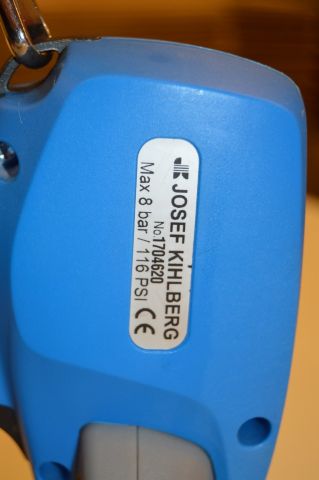 JOSEF KIHLBERG
No.1704620
Max 8 bar / 116 PSI CE